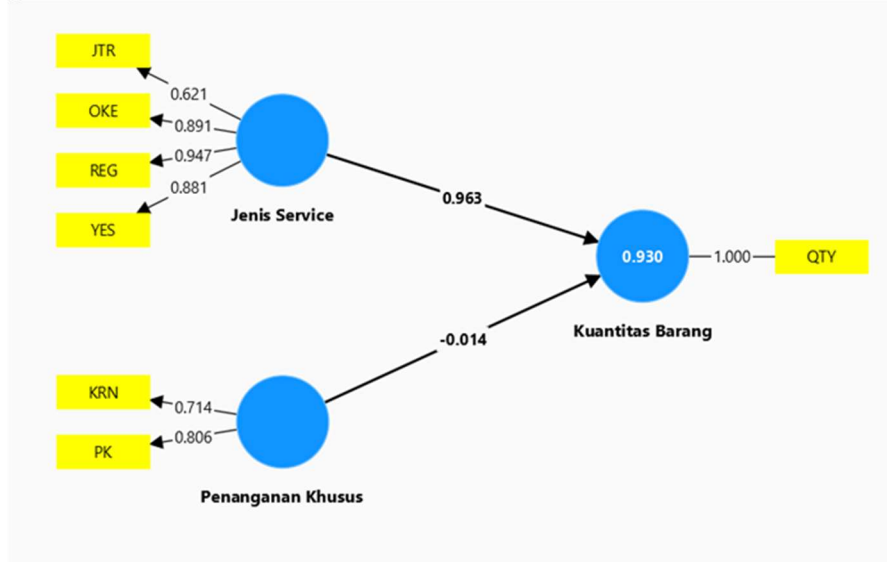 JTR
0.621
OKE
0.891
REG
0.947
YES
0.881
Jenis Service
0.963
0.930
1.000
QTY
Kuantitas Barang
-0.014
KRN
0.714
PK
0.806
Penanganan Khusus